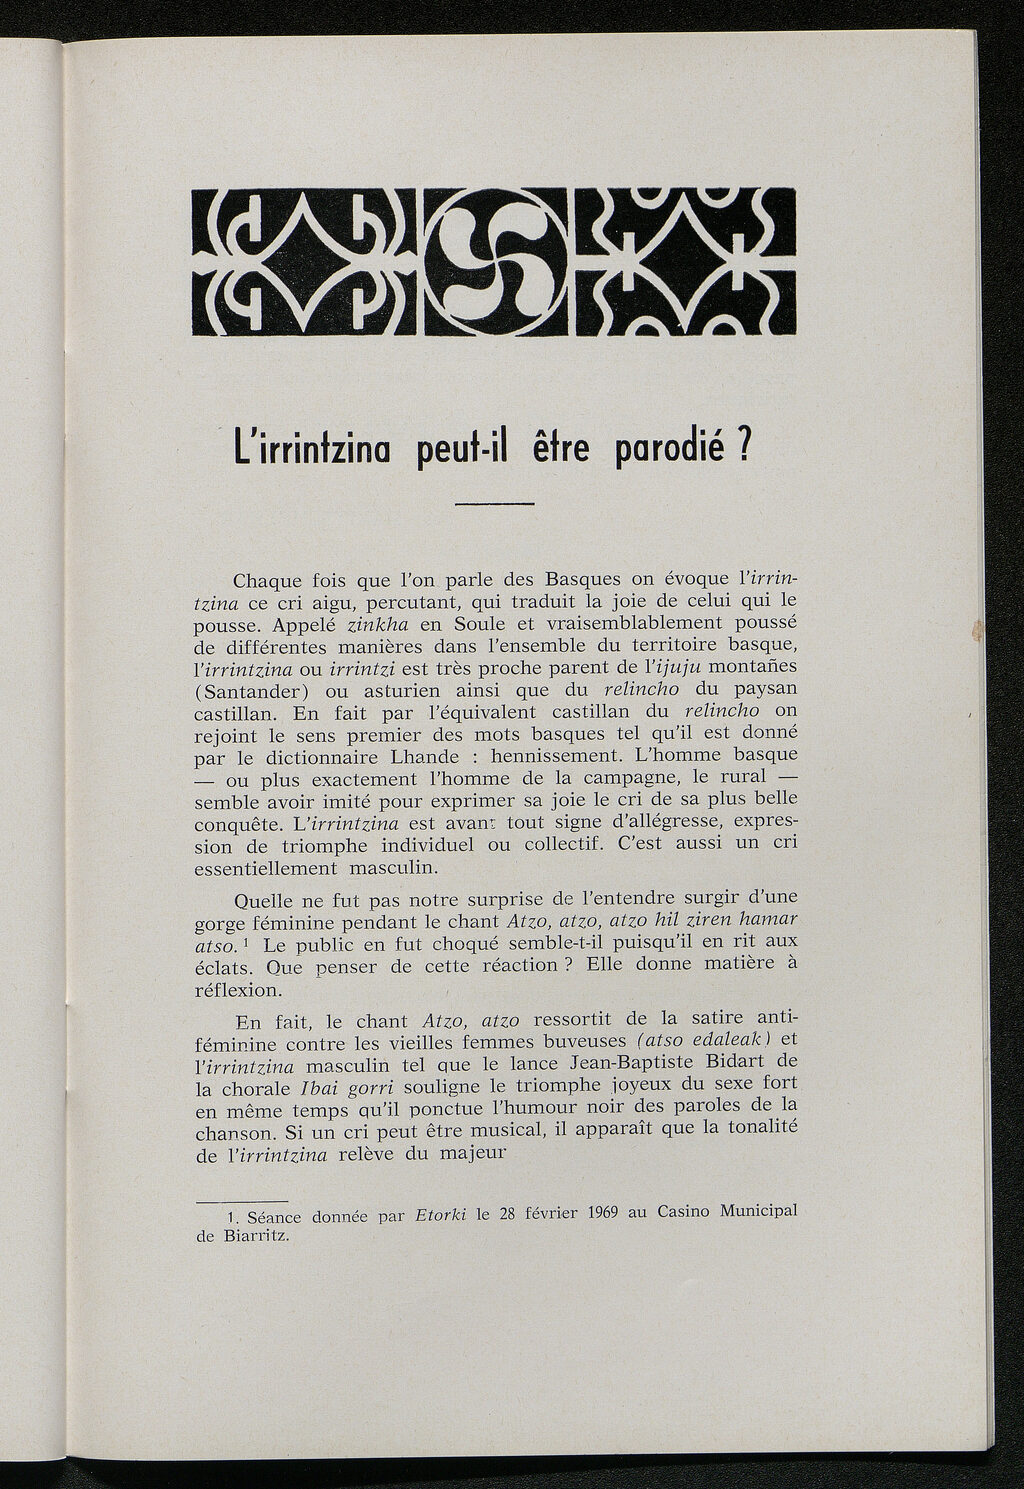 L'irrintzina peut-il être parodié ?
Chaque fois que l'on parle des Basques on évoque l'irrin-
tzina ce cri aigu, percutant, qui traduit la joie de celui qui le
pousse. Appelé zinkha en Soule et vraisemblablement poussé
de différentes manières dans l'ensemble du territoire basque,
l'irrintzina ou irrintzi est très proche parent de l'ijuju montañes
(Santander) ou asturien ainsi que du relincho du paysan
castillan. En fait par l'équivalent castillan du relincho on
rejoint le sens premier des mots basques tel qu'il est donné
par le dictionnaire Lhande : hennissement. L'homme basque
— ou plus exactement l'homme de la campagne, le rural —
semble avoir imité pour exprimer sa joie le cri de sa plus belle
conquête. L'irrintzina est avant tout signe d'allégresse, expres-
sion de triomphe individuel ou collectif. C'est aussi un cri
essentiellement masculin.
Quelle ne fut pas notre surprise de l'entendre surgir d'une
gorge féminine pendant le chant Atzo, atzo, atzo hil ziren hamar
atso. 1 Le public en fut choqué semble-t-il puisqu'il en rit aux
éclats. Que penser de cette réaction ? Elle donne matière à
réflexion.
En fait, le chant Atzo, atzo ressortit de la satire anti-
féminine contre les vieilles femmes buveuses (atso edaleak) et
l'irrintzina masculin tel que le lance Jean-Baptiste Bidart de
la chorale Ibai gorri souligne le triomphe joyeux du sexe fort
en même temps qu'il ponctue l'humour noir des paroles de la
chanson. Si un cri peut être musical, il apparaît que la tonalité
de l'irrintzina relève du majeur
1. Séance donnée par Etorki le 28 février 1969 au Casino Municipal
de Biarritz.